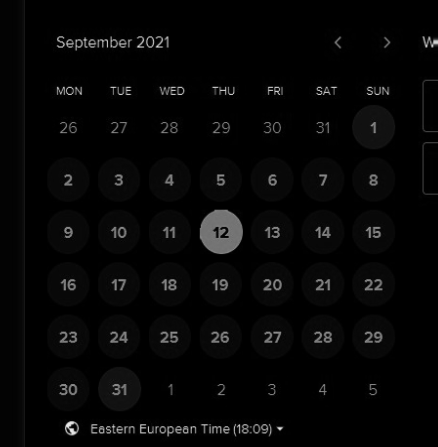 September 2021
MON TUE WED THU FRI SAT SUN
26 27 28 29 30 31 1
2 3 4 5 6 7 8
9 10 11 12 13 14 15
16 17 18 19 20 21 22
23 24 25 26 27 28 29
30 31 1 2 3 4 5
Eastern European Time (18:09)